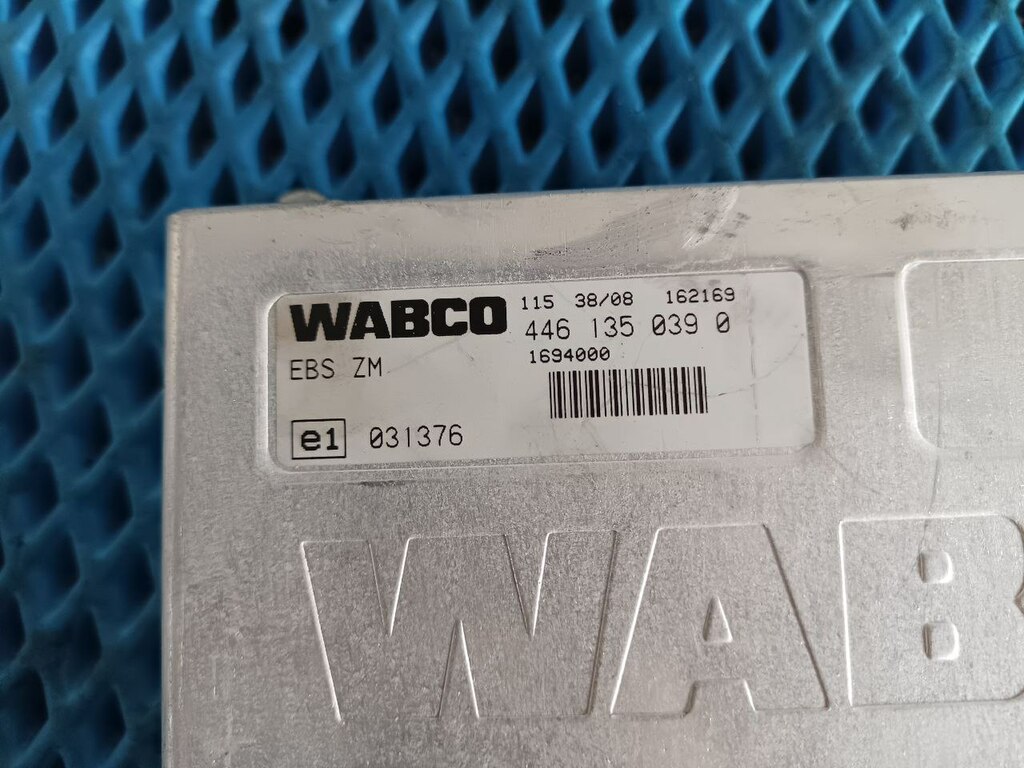 WABCO
115 38/08 162169
446 135 039 0
1694000
EBS ZM
e1 031376
WAB